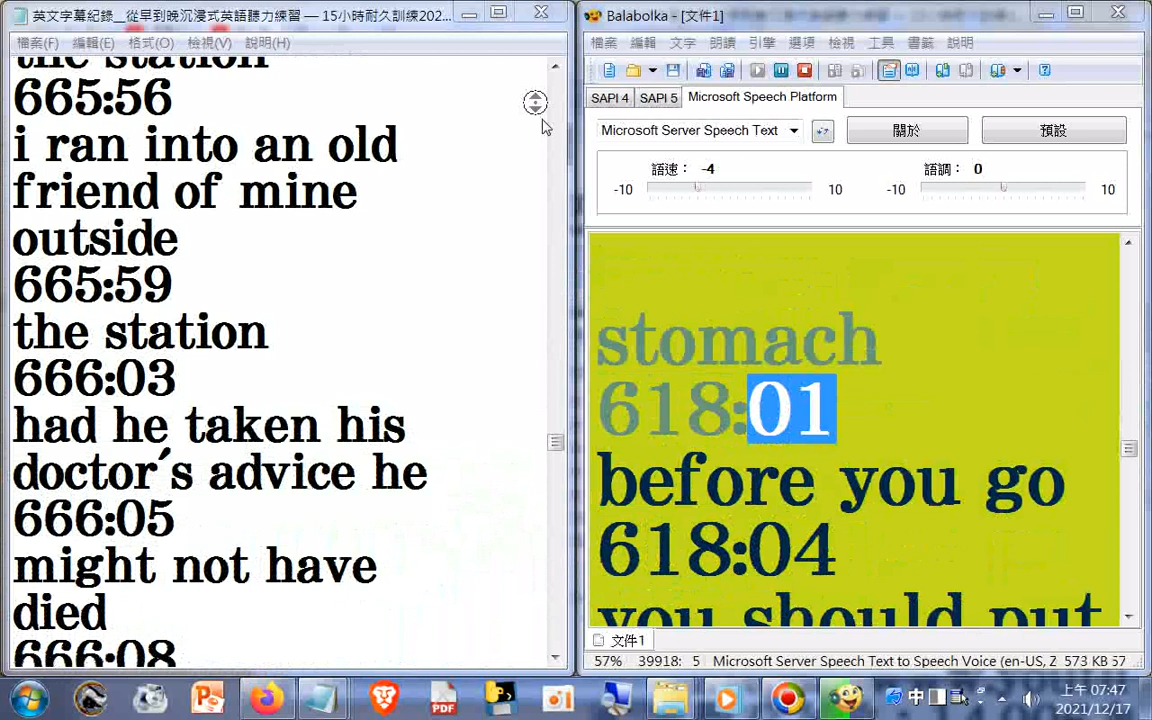 英文字幕紀錄__從早到晚沉浸式英語聽力練習 — 15小時耐久訓練202...
檔案(F) 編輯(E) 格式(O) 檢視(V) 說明(H)
the station
665:56
i ran into an old
friend of mine
outside
665:59
the station
666:03
had he taken his
doctor´s advice he
666:05
might not have
died
666:08
Balabolka - [文件1]
檔案 編輯 文字 朗讀 引擎 選項 檢視 工具 書籤 說明
SAPI 4 SAPI 5 Microsoft Speech Platform
Microsoft Server Speech Text 關於 預設
語速： -4 語調： 0
-10 10 -10 10
stomach
618:01
before you go
618:04
you should put
文件1
57% 39918: 5 Microsoft Server Speech Text to Speech Voice (en-US, Z 573 KB 57
PDF
中
上午 07:47
2021/12/17